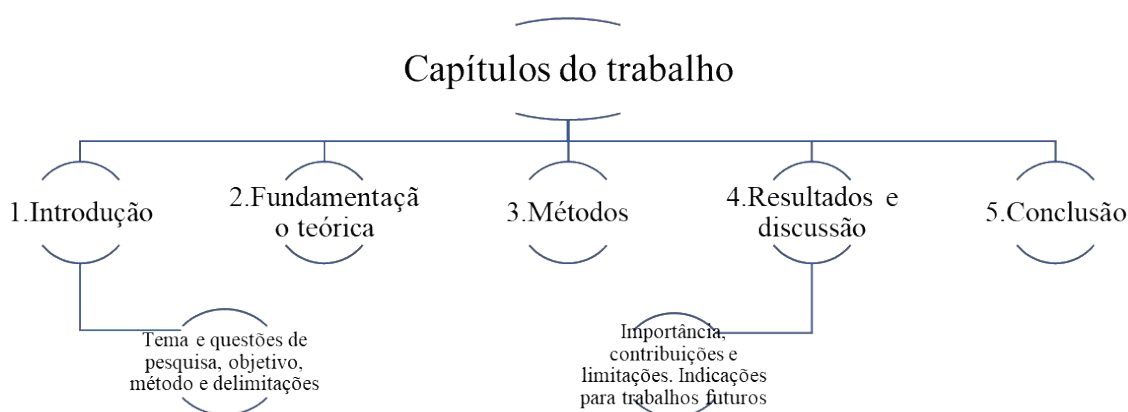 Capítulos do trabalho
1.Introdução
2.Fundamentaçã
o teórica
3.Métodos
4.Resultados e
discussão
5.Conclusão
Tema e questões de
pesquisa, objetivo,
método e delimitações
Importância,
contribuições e
limitações. Indicações
para trabalhos futuros